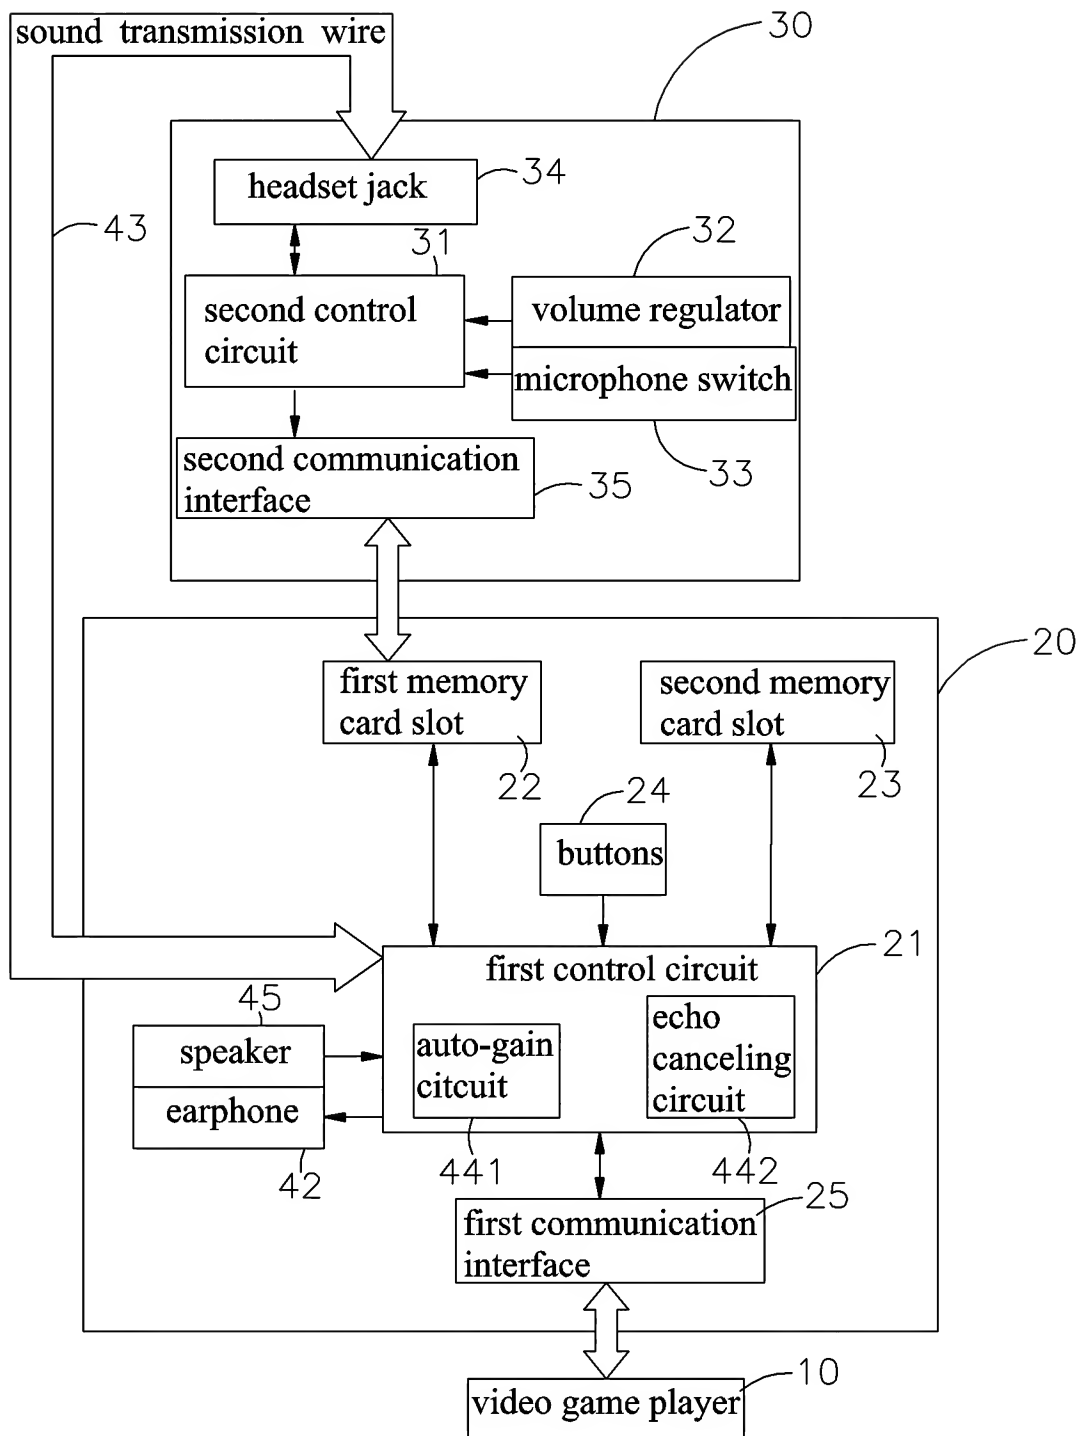 sound transmission wire
30
headset jack
34
43
31
32
second control
circuit
volume regulator
microphone switch
33
second communication
interface
35
20
first memory
card slot
second memory
card slot
22
24
23
buttons
21
first control circuit
45
speaker
earphone
42
auto-gain
citcuit
echo
canceling
circuit
441
442
25
first communication
interface
10
video game player